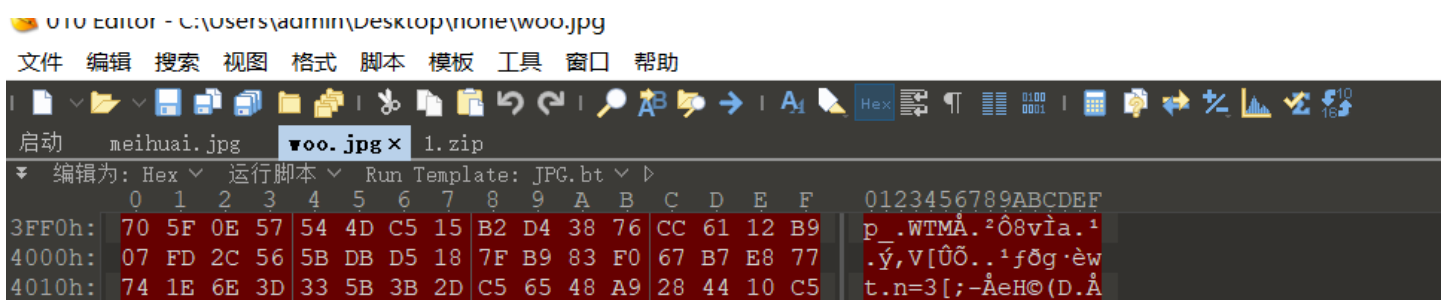 010 Editor - C:\Users\admin\Desktop\none\woo.jpg
文件 编辑 搜索 视图 格式 脚本 模板 工具 窗口 帮助
启动 meihuai.jpg woo.jpg× 1.zip
编辑为: Hex 运行脚本 Run Template: JPG.bt
0 1 2 3 4 5 6 7 8 9 A B C D E F 0123456789ABCDEF
3FF0h: 70 5F 0E 57 54 4D C5 15 B2 D4 38 76 CC 61 12 B9 p_.WTMÅ.²Ô8vÌa.¹
4000h: 07 FD 2C 56 5B DB D5 18 7F B9 83 F0 67 B7 E8 77 .ý,V[ÛÕ..¹ƒðg·èw
4010h: 74 1E 6E 3D 33 5B 3B 2D C5 65 48 A9 28 44 10 C5 t.n=3[;-ÅeH©(D.Å